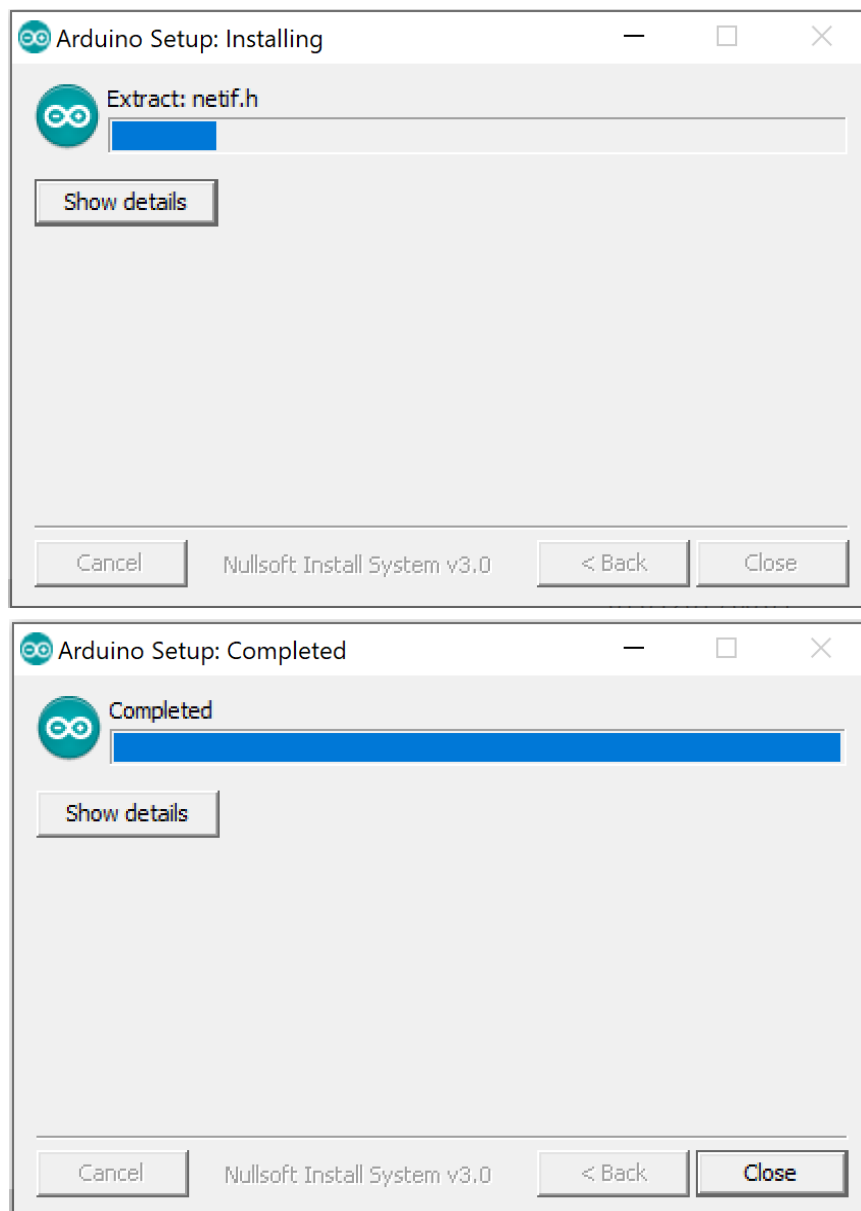 Arduino Setup: Installing
Extract: netif.h
Show details
Cancel Nullsoft Install System v3.0 < Back Close
Arduino Setup: Completed
Completed
Show details
Cancel Nullsoft Install System v3.0 < Back Close